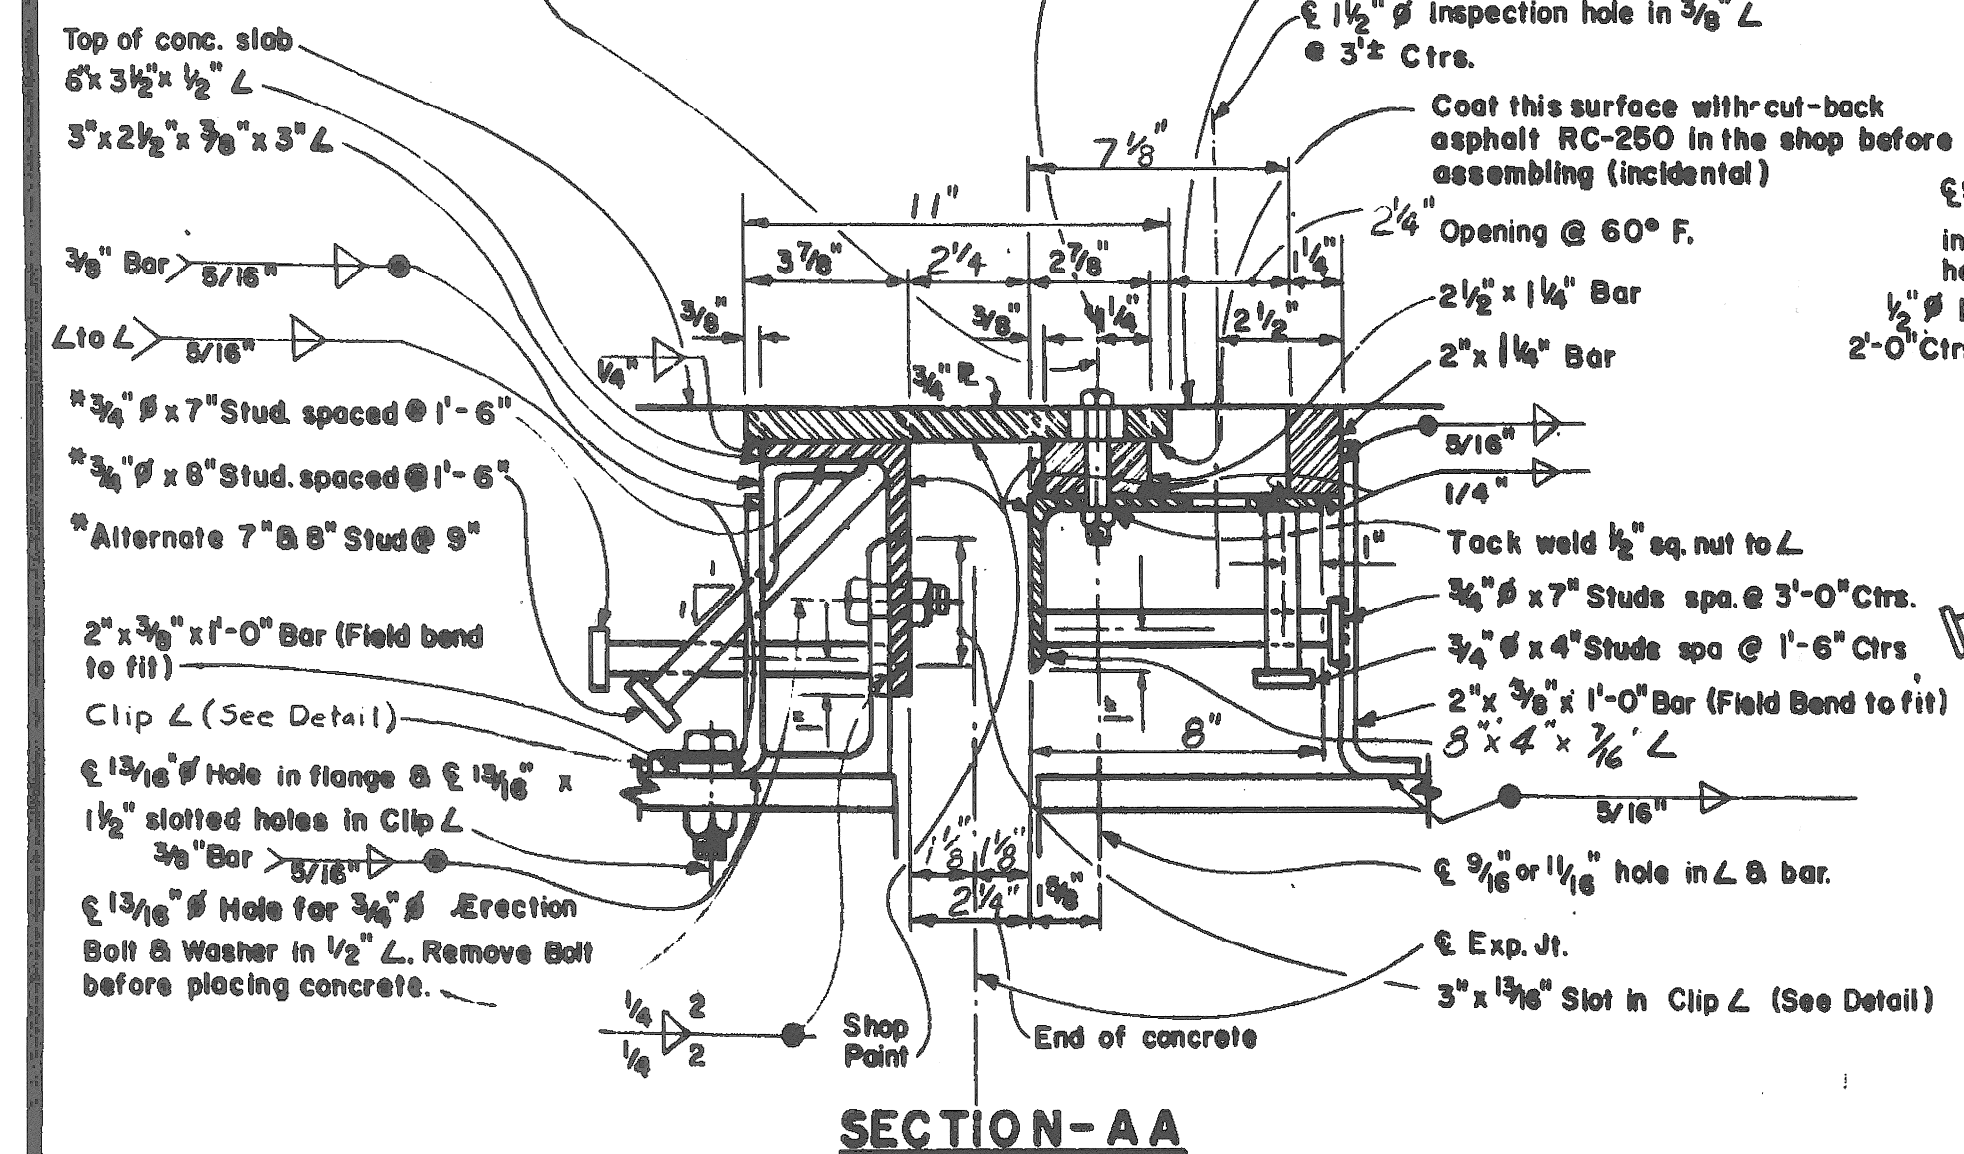 Top of conc. slab
6"x 3½"x ½" ∠
3"x2½"x ⅜"x 3"∠
⅜" Bar
5/16"
∠ to ∠
5/16"
*¾" Ø x 7" Stud. spaced @ 1'-6"
*¾" Ø x 8" Stud. spaced @ 1'-6"
*Alternate 7" & 8" Stud @ 9"
2"x ⅜"x 1'-0" Bar (Field bend
to fit)
Clip ∠ (See Detail)
℄ 13/16" Ø Hole in flange & ℄ 13/16" x
1½" slotted holes in Clip ∠
⅜" Bar
5/16"
℄ 13/16" Ø Hole for ¾" Ø Erection
Bolt & Washer in ½" ∠. Remove Bolt
before placing concrete.
1/4 2
1/4 2
Shop
Paint
End of concrete
11"
7⅛"
3⅞"
2¼
2⅞"
1¼"
⅜"
⅜"
1¼"
2½"
¼"
¾" ℞
1
1
1"
1"
1"
8"
1⅛"
1⅛"
2¼"
1⅝"
℄ 1½" Ø Inspection hole in ⅜" ∠
@ 3'± Ctrs.
Coat this surface with cut-back
asphalt RC-250 in the shop before
assembling (incidental)
2¼" Opening @ 60° F.
2½" x 1¼" Bar
2" x 1¼" Bar
5/16"
1/4"
Tack weld ½" sq. nut to ∠
¾" Ø x 7" Studs spa. @ 3'-0" Ctrs.
¾" Ø x 4" Studs spa @ 1'-6" Ctrs
2" x ⅜" x 1'-0" Bar (Field Bend to fit)
8" x 4" x 7/16" ∠
5/16"
℄ 9/16" or 11/16" hole in ∠ & bar.
℄ Exp. Jt.
3" x 13/16" Slot in Clip ∠ (See Detail)
℄
in
½" Ø
2'-0" Ctr
SECTION-AA